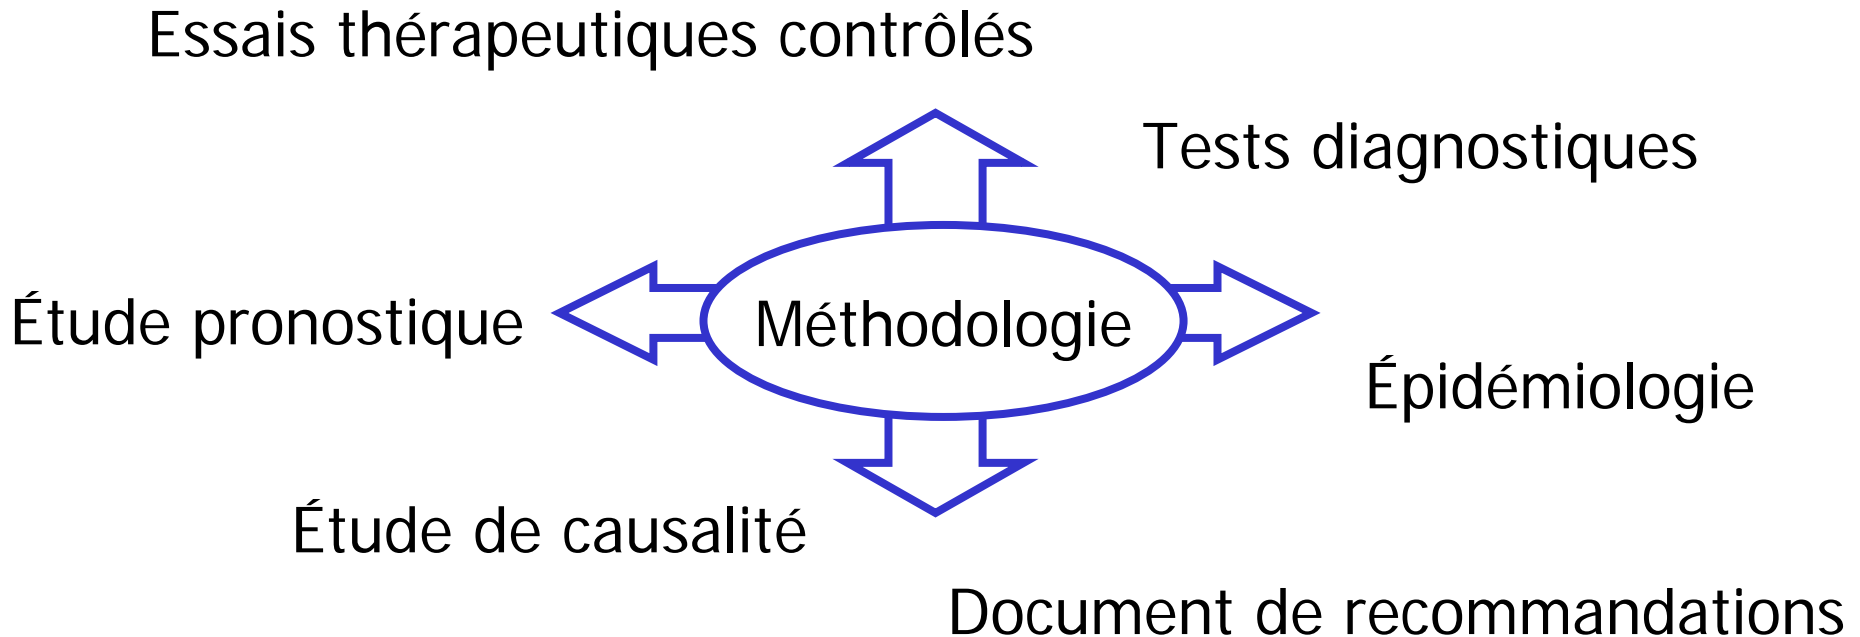 Essais thérapeutiques contrôlés
Tests diagnostiques
Étude pronostique
Méthodologie
Épidémiologie
Étude de causalité
Document de recommandations